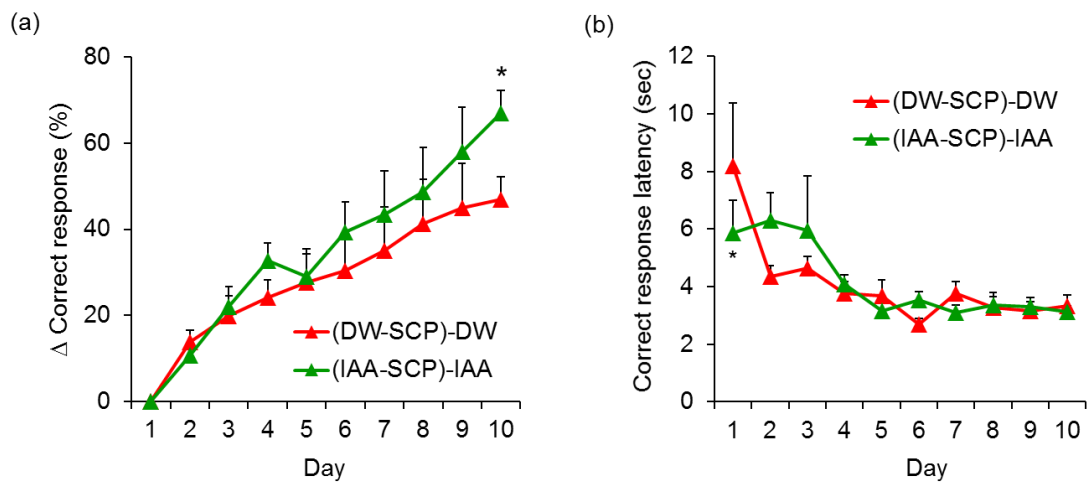 (a)
80
60
40
20
0
Δ Correct response (%)
*
(DW-SCP)-DW
(IAA-SCP)-IAA
1 2 3 4 5 6 7 8 9 10
Day
(b)
12
10
8
6
4
2
0
Correct response latency (sec)
(DW-SCP)-DW
(IAA-SCP)-IAA
*
1 2 3 4 5 6 7 8 9 10
Day